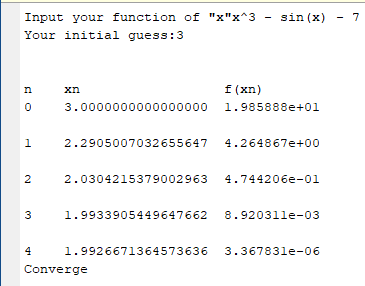 Input your function of "x"x^3 - sin(x) - 7
Your initial guess:3
n xn f(xn)
0 3.0000000000000000 1.985888e+01
1 2.2905007032655647 4.264867e+00
2 2.0304215379002963 4.744206e-01
3 1.9933905449647662 8.920311e-03
4 1.9926671364573636 3.367831e-06
Converge